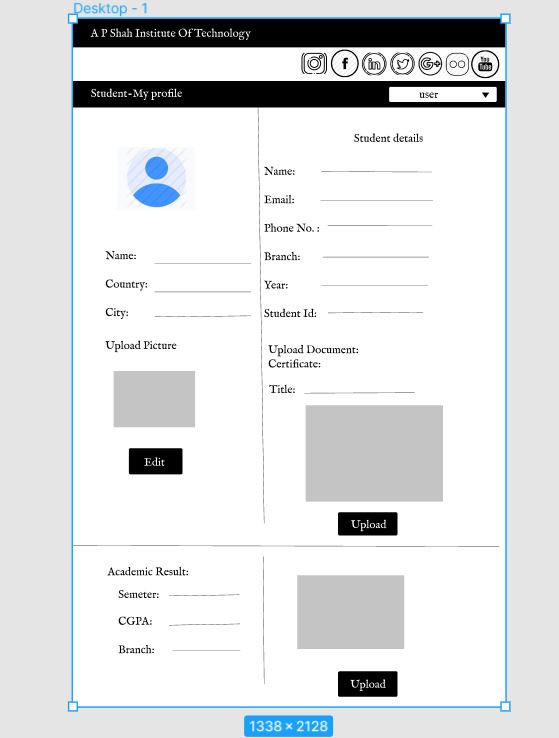 Desktop - 1
A P Shah Institute Of Technology
f
in
G+
You
Tube
Student-My profile
user
Student details
Name:
Email:
Phone No. :
Branch:
Year:
Student Id:
Name:
Country:
City:
Upload Picture
Edit
Upload Document:
Certificate:
Title:
Upload
Academic Result:
Semeter:
CGPA:
Branch:
Upload
1338 × 2128